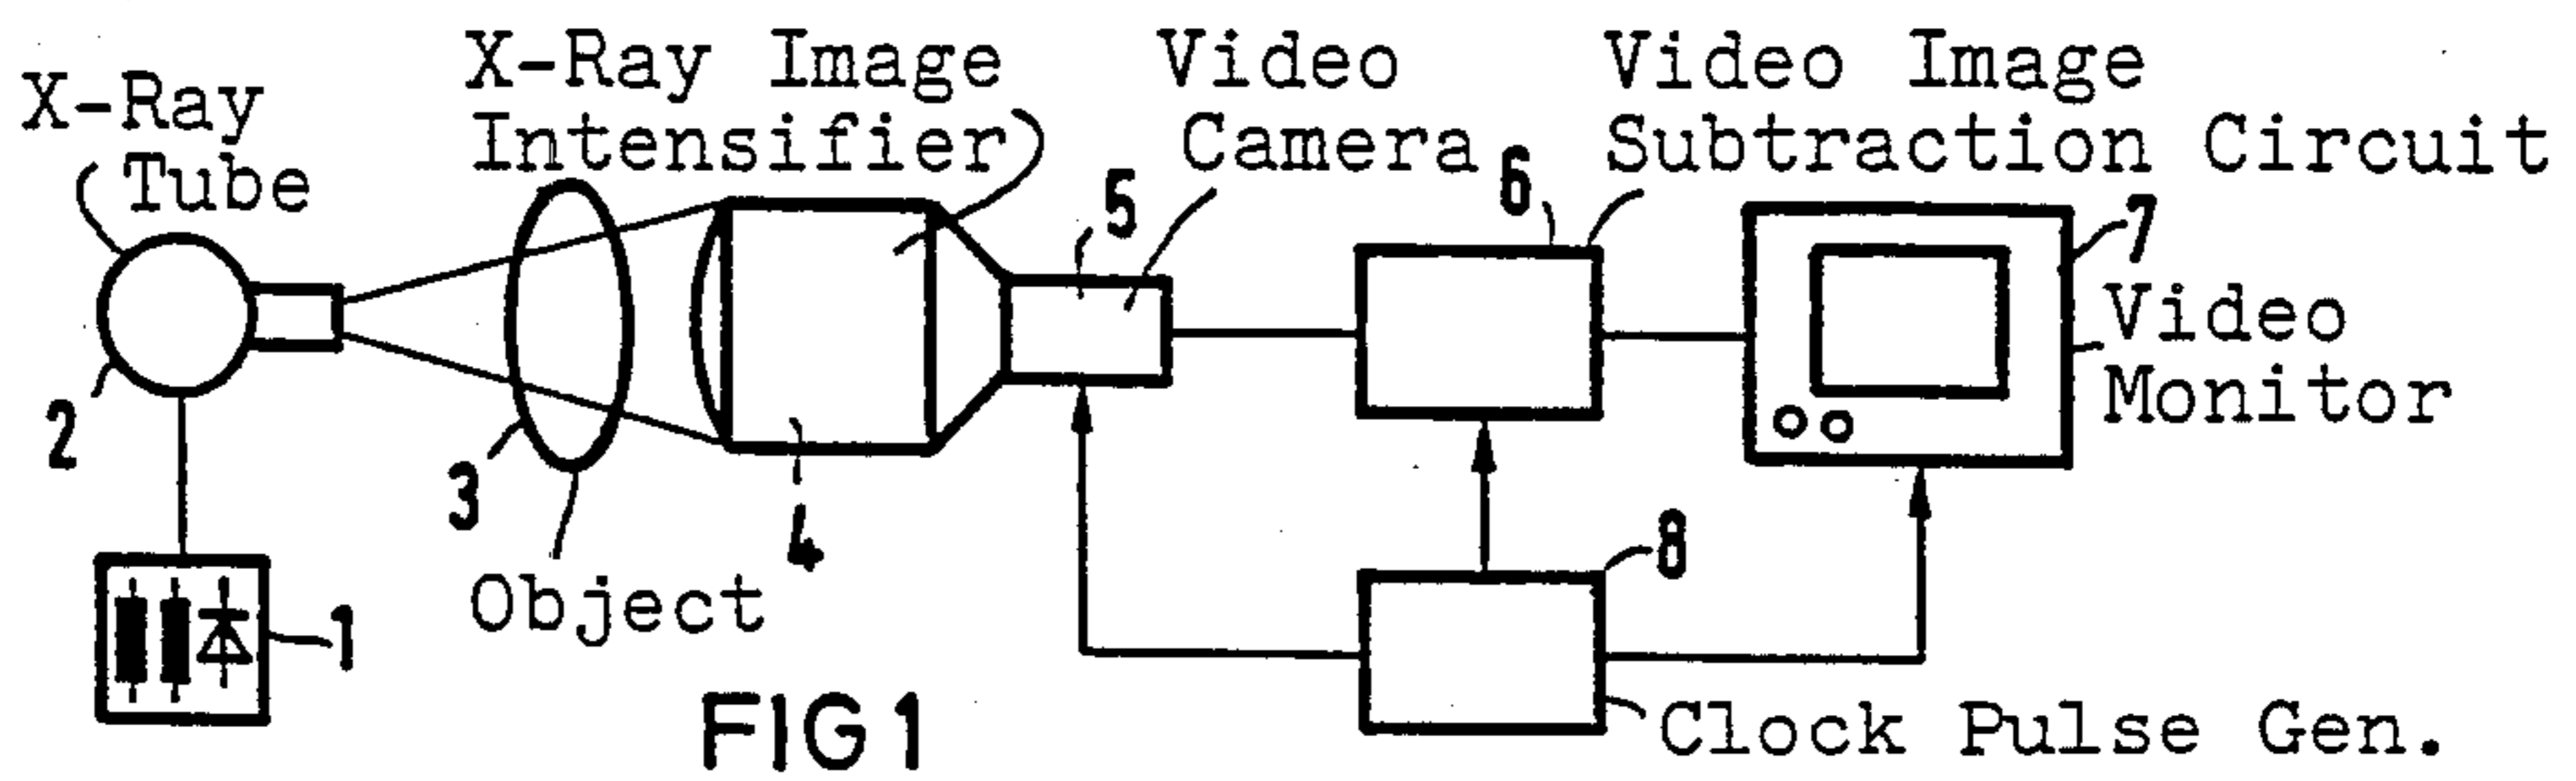 X-Ray
Tube
X-Ray Image
Intensifier
Video
Camera
Video Image
Subtraction Circuit
5
6
7
Video
Monitor
2
3
4
Object
8
1
Clock Pulse Gen.
FIG 1